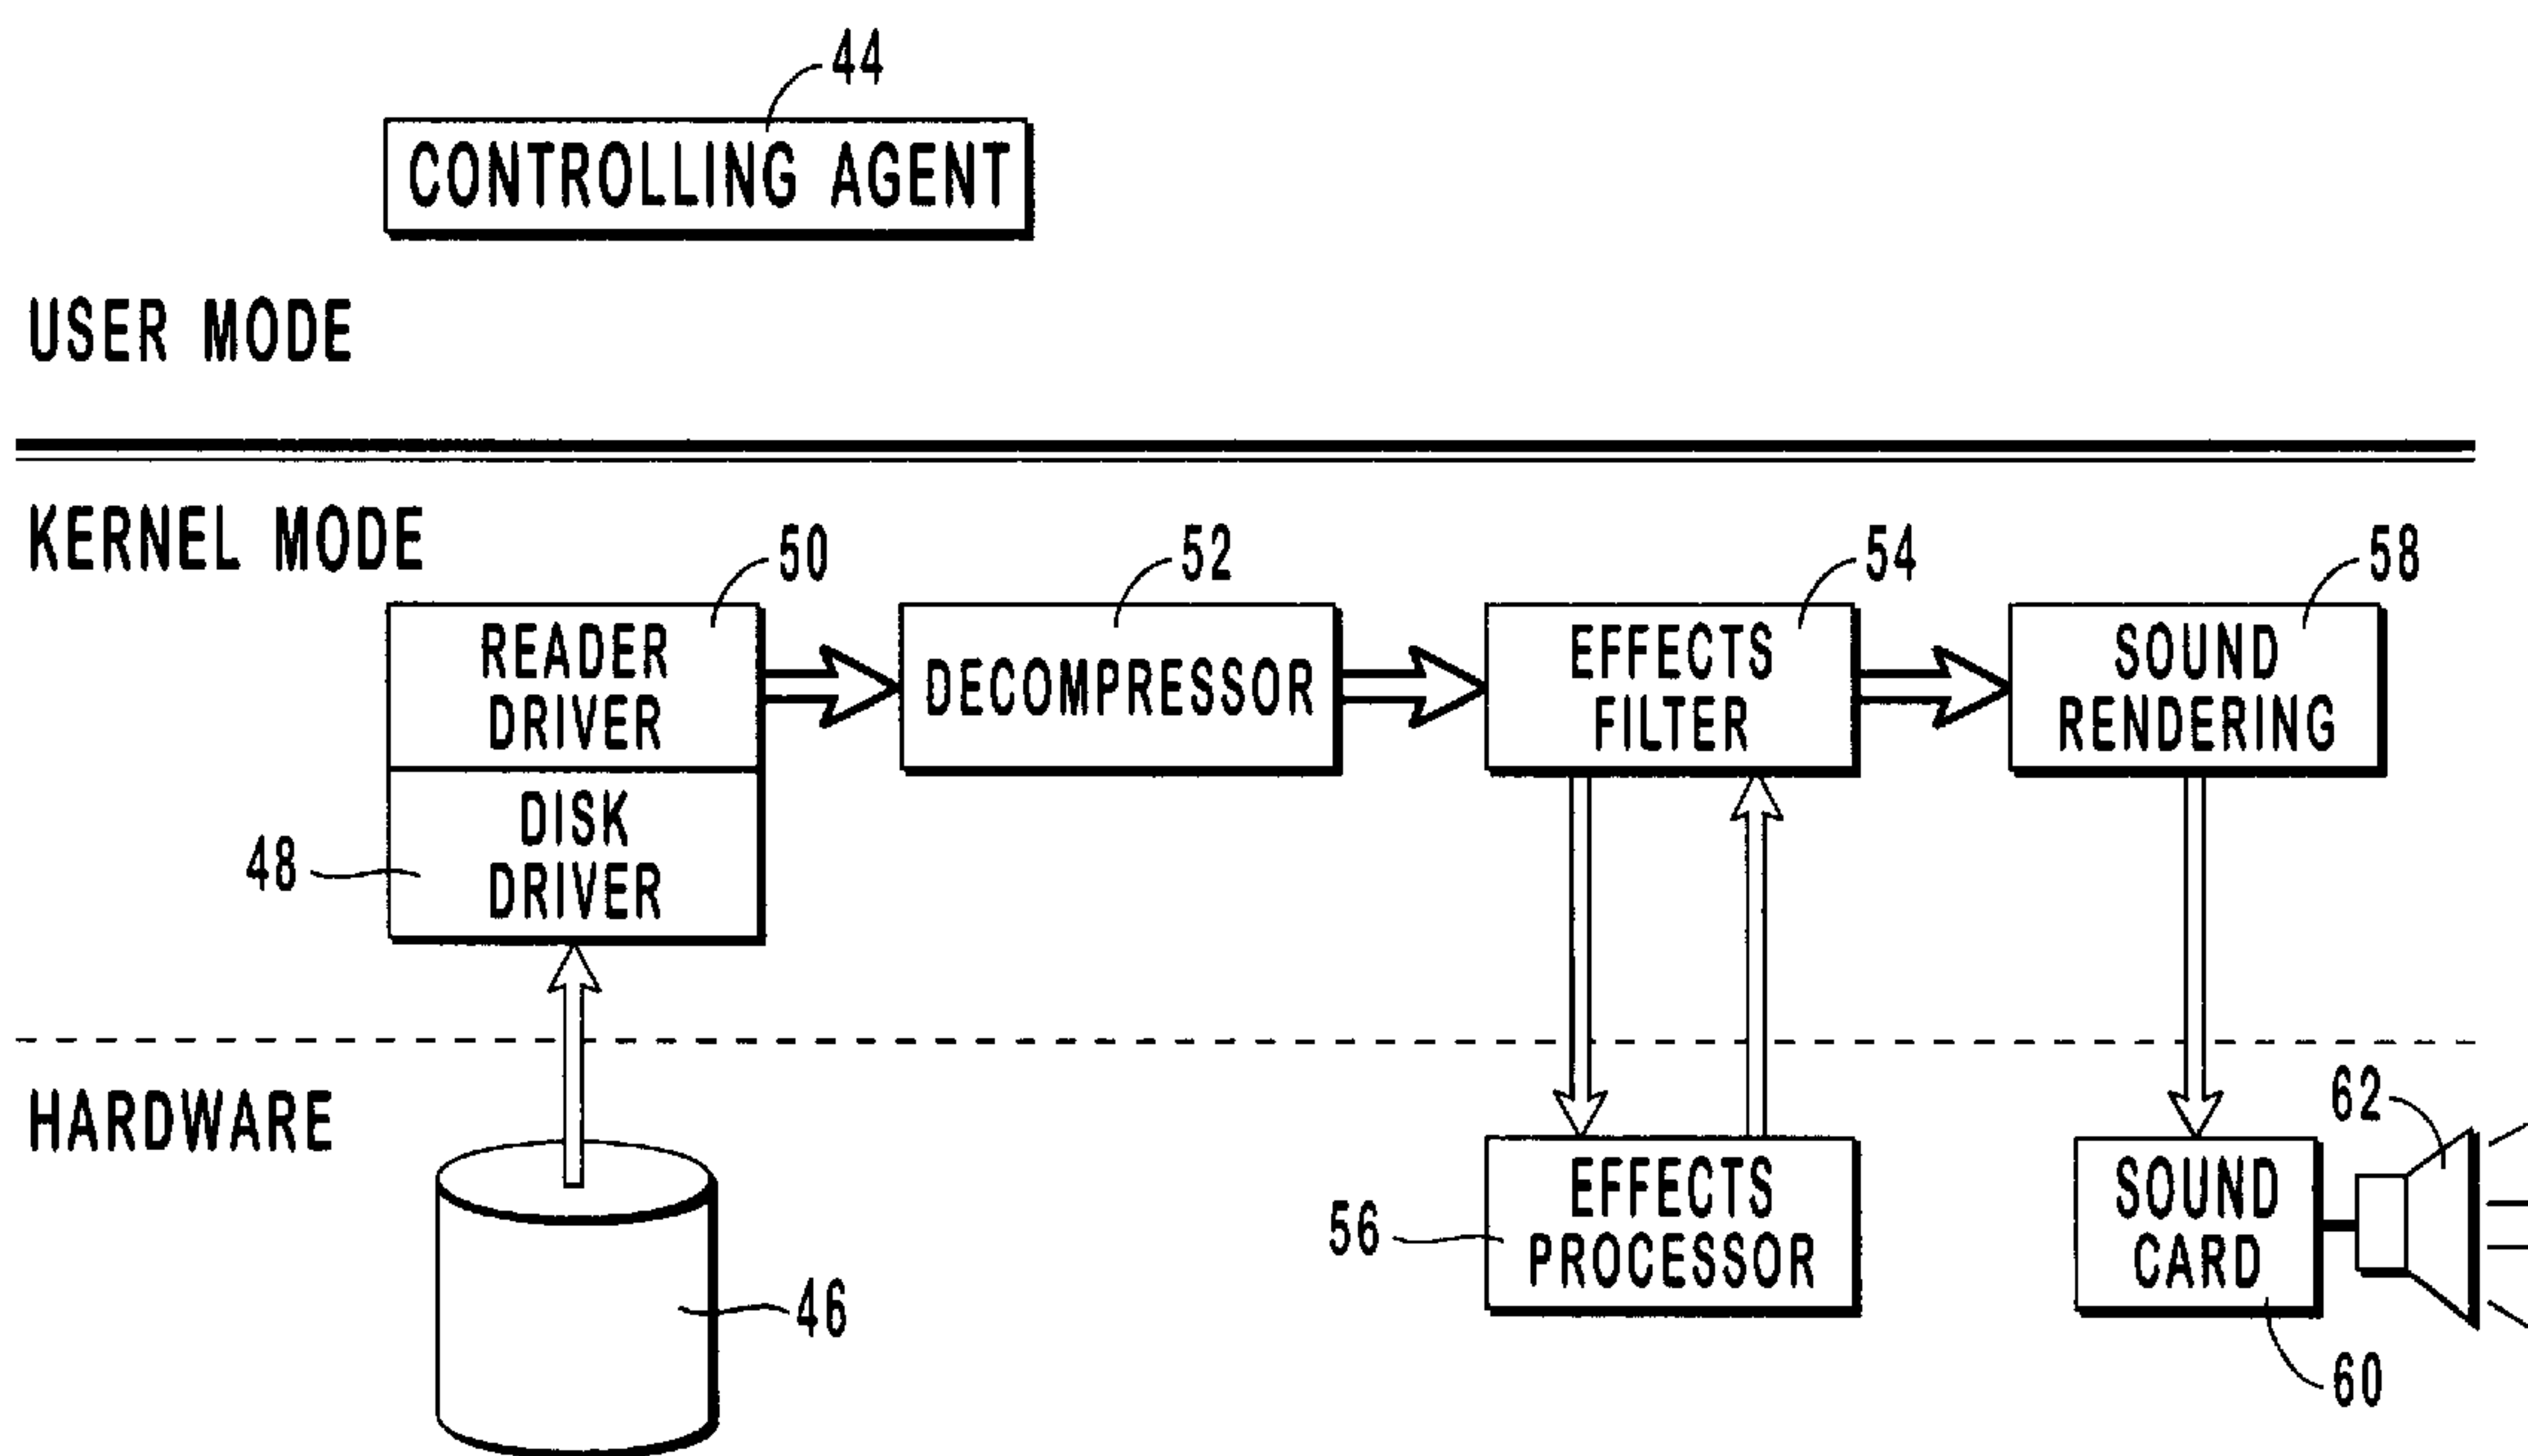 44
CONTROLLING AGENT
USER MODE
KERNEL MODE
50
52
54
58
READER
DRIVER
DECOMPRESSOR
EFFECTS
FILTER
SOUND
RENDERING
48
DISK
DRIVER
HARDWARE
62
56
EFFECTS
PROCESSOR
SOUND
CARD
46
60